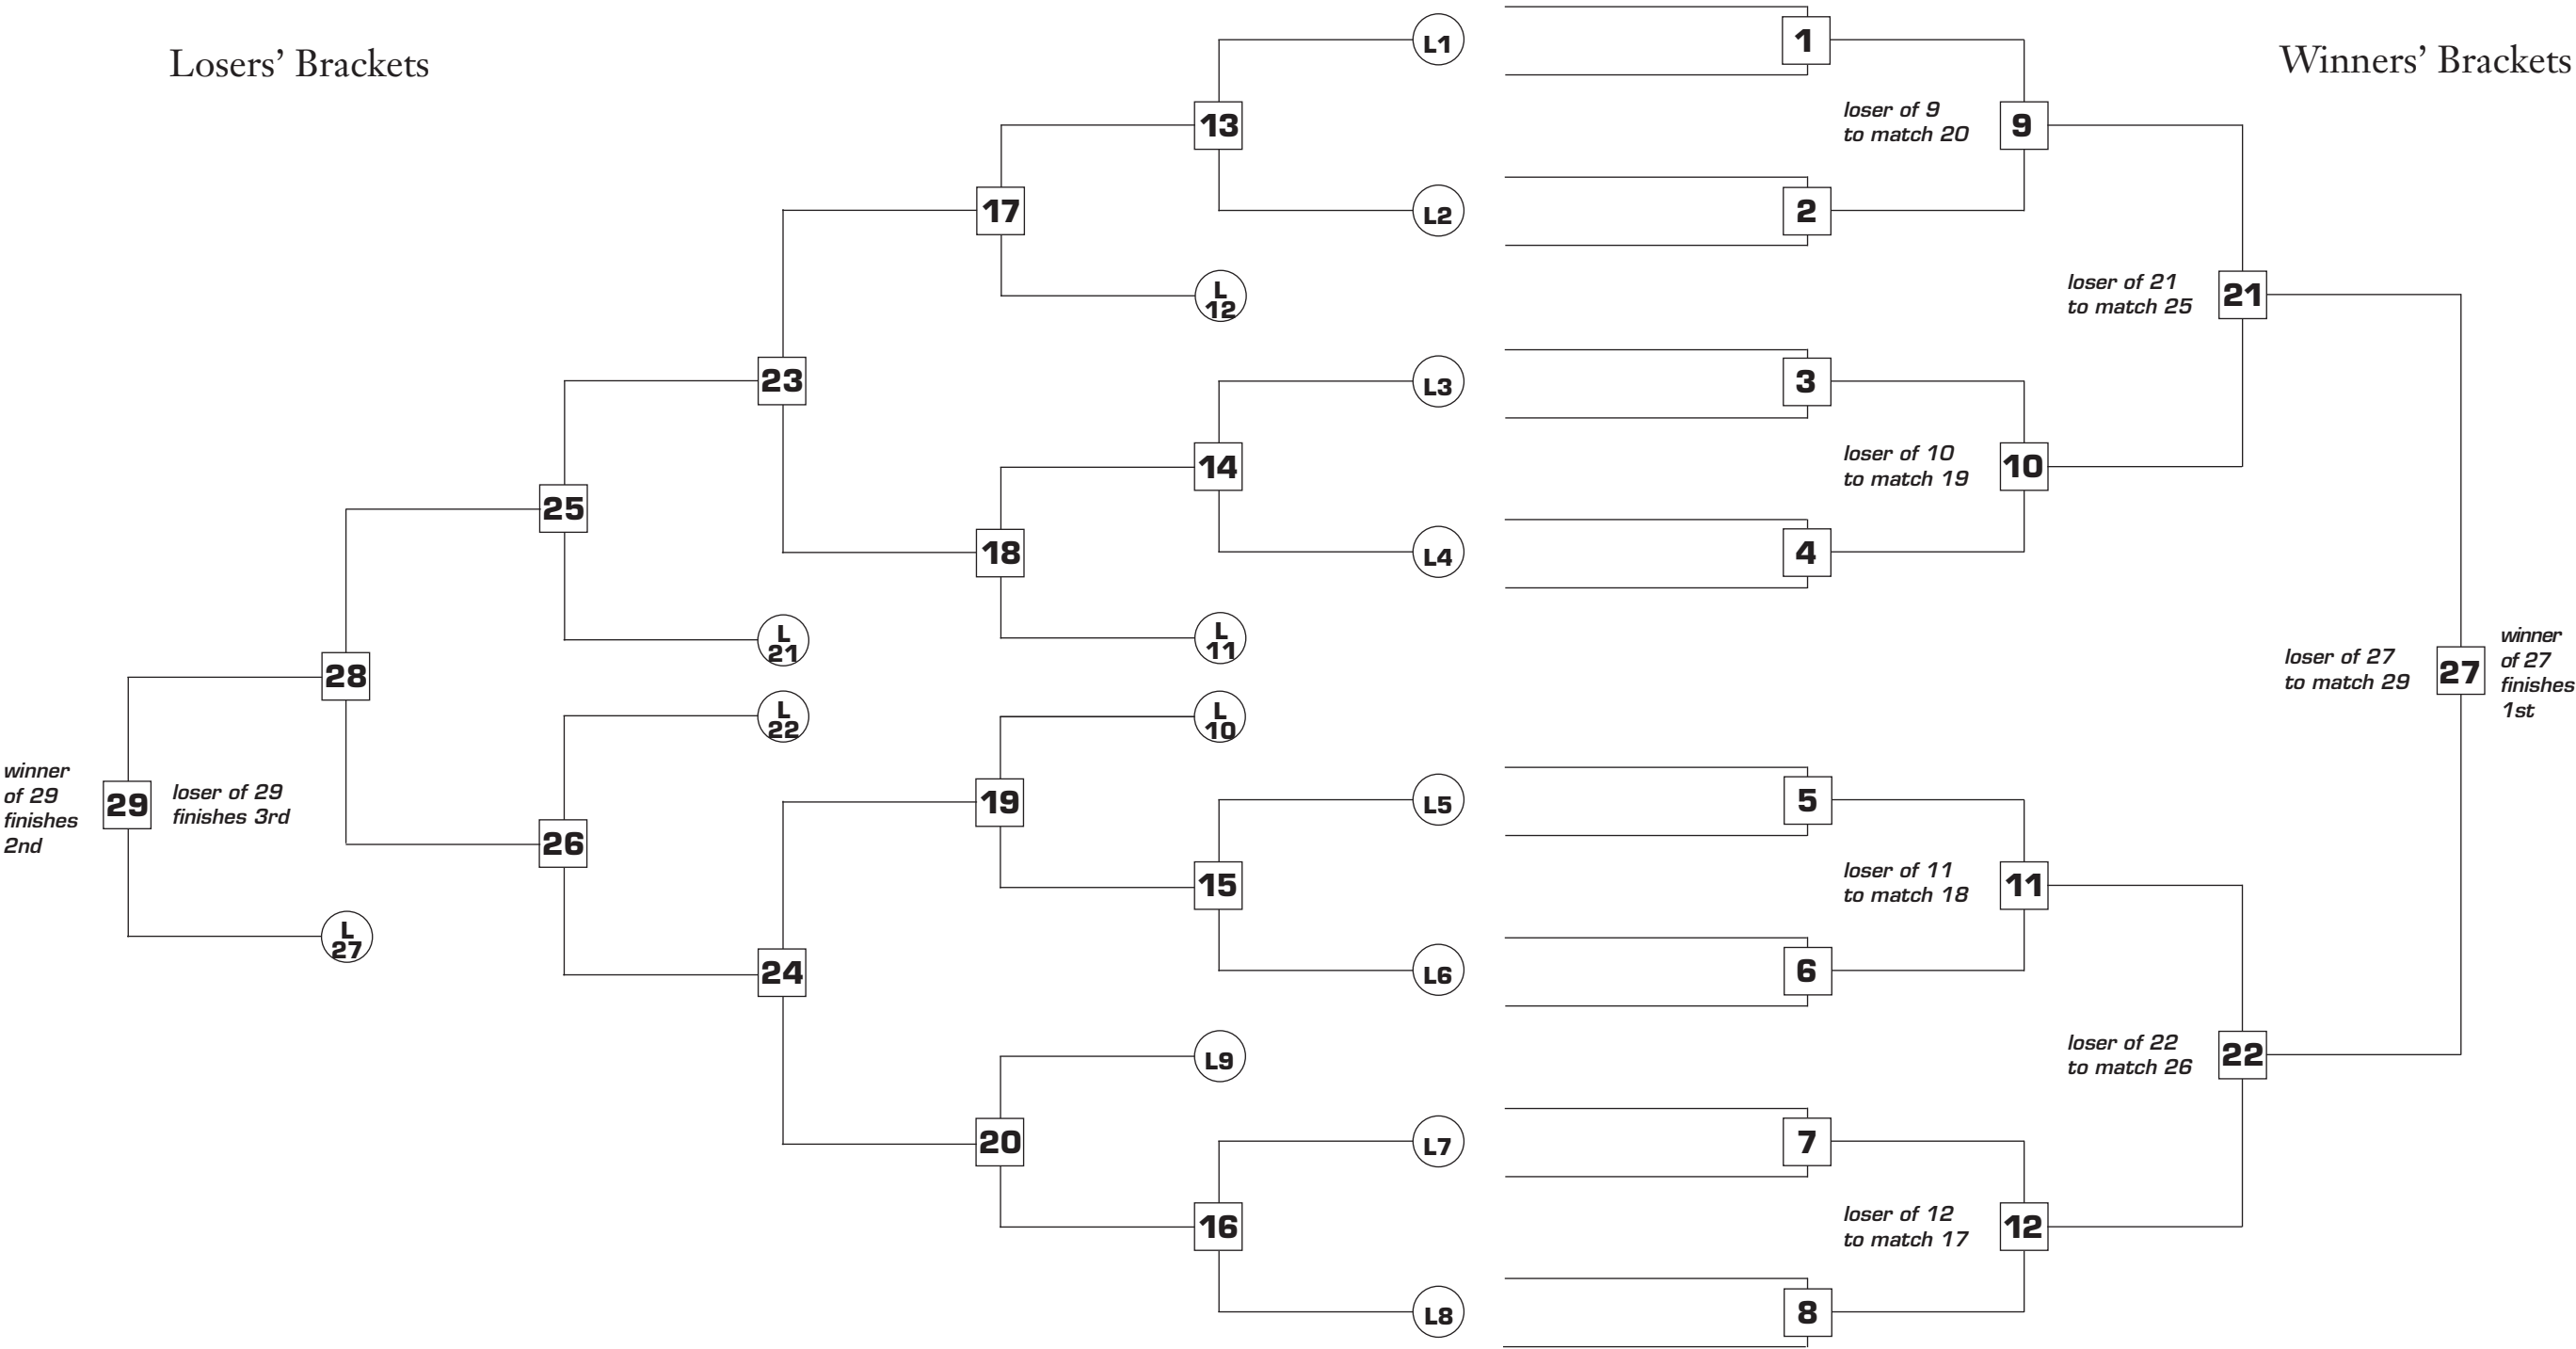 Losers’ Brackets
Winners’ Brackets
L1
1
loser of 9
to match 20
13
9
17
L2
2
L
12
loser of 21
to match 25
21
23
L3
3
14
loser of 10
to match 19
10
25
18
L4
4
L
21
L
11
28
loser of 27
to match 29
27
winner
of 27
finishes
1st
L
22
L
10
winner
of 29
finishes
2nd
29
loser of 29
finishes 3rd
19
L5
5
26
15
loser of 11
to match 18
11
L
27
24
L6
6
L9
loser of 22
to match 26
22
20
L7
7
16
loser of 12
to match 17
12
L8
8